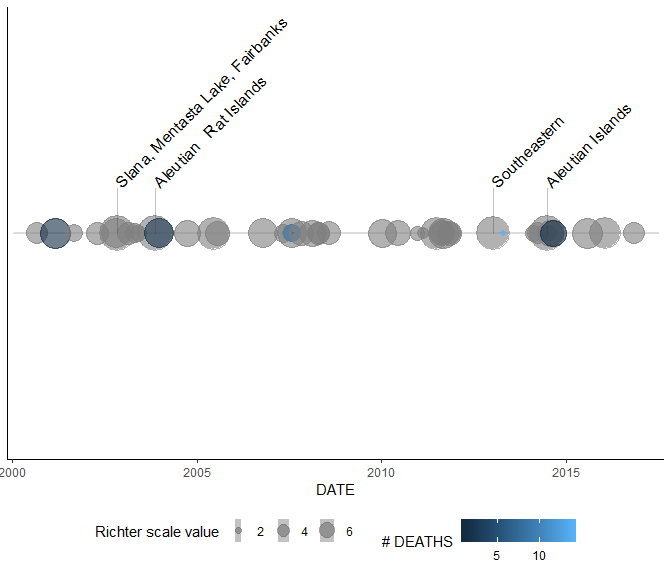 Slana, Mentasta Lake, Fairbanks
Aleutian   Rat Islands
Southeastern
Aleutian Islands
2000 2005 2010 2015
DATE
Richter scale value 2 4 6 # DEATHS
5 10